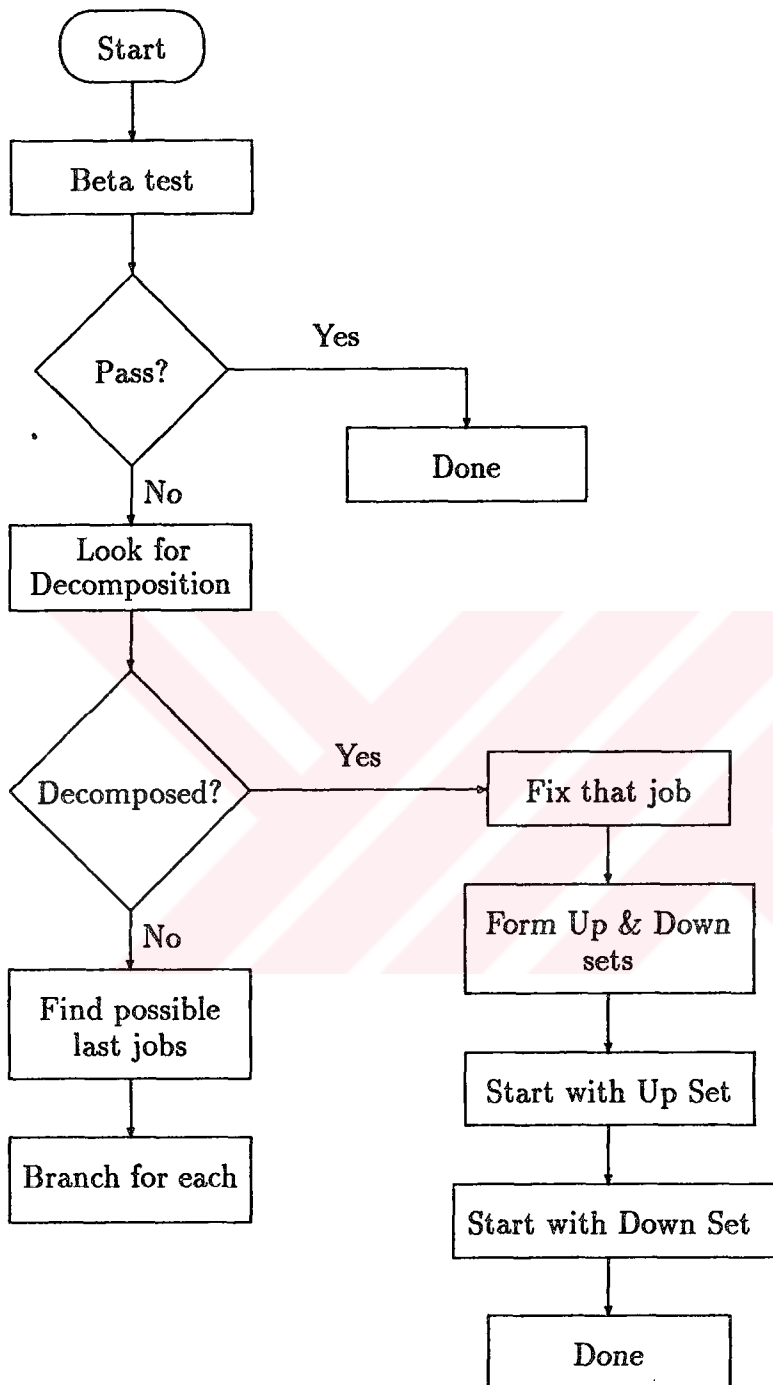 Start
Beta test
Pass?
Yes
Done
No
Look for
Decomposition
Decomposed?
Yes
Fix that job
Form Up & Down
sets
No
Find possible
last jobs
Start with Up Set
Branch for each
Start with Down Set
Done